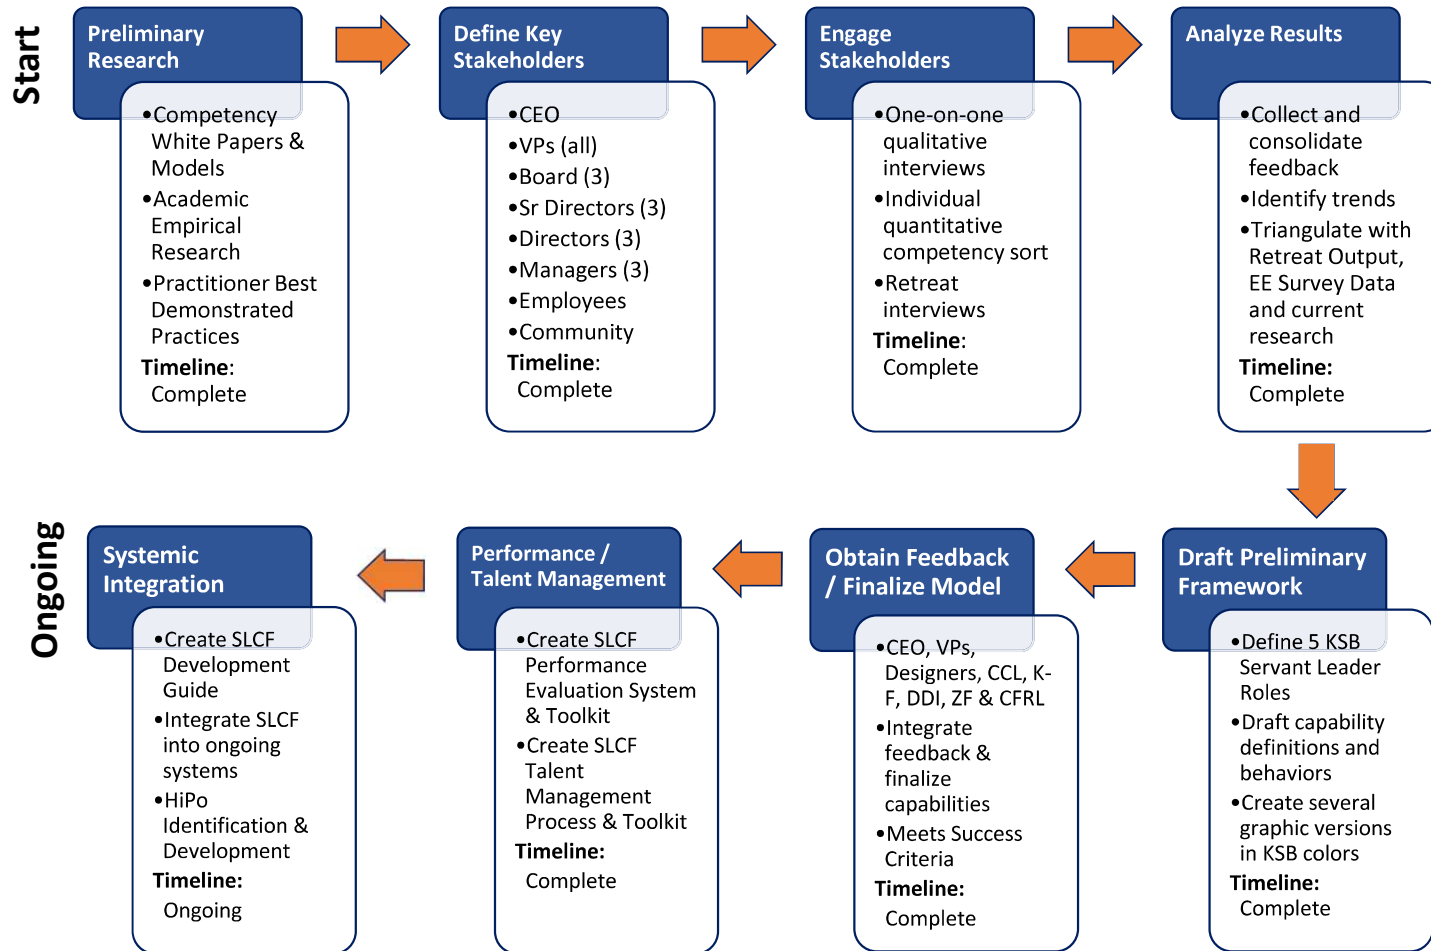 Start
Preliminary
Research
•Competency
White Papers &
Models
•Academic
Empirical
Research
•Practitioner Best
Demonstrated
Practices
Timeline:
Complete
Define Key
Stakeholders
•CEO
•VPs (all)
•Board (3)
•Sr Directors (3)
•Directors (3)
•Managers (3)
•Employees
•Community
Timeline:
Complete
Engage
Stakeholders
•One-on-one
qualitative
interviews
•Individual
quantitative
competency sort
•Retreat
interviews
Timeline:
Complete
Analyze Results
•Collect and
consolidate
feedback
•Identify trends
•Triangulate with
Retreat Output,
EE Survey Data
and current
research
Timeline:
Complete
Draft Preliminary
Framework
•Define 5 KSB
Servant Leader
Roles
•Draft capability
definitions and
behaviors
•Create several
graphic versions
in KSB colors
Timeline:
Complete
Obtain Feedback
/ Finalize Model
•CEO, VPs,
Designers, CCL, K-
F, DDI, ZF & CFRL
•Integrate
feedback &
finalize
capabilities
•Meets Success
Criteria
Timeline:
Complete
Performance /
Talent Management
•Create SLCF
Performance
Evaluation System
& Toolkit
•Create SLCF
Talent
Management
Process & Toolkit
Timeline:
Complete
Ongoing
Systemic
Integration
•Create SLCF
Development
Guide
•Integrate SLCF
into ongoing
systems
•HiPo
Identification &
Development
Timeline:
Ongoing